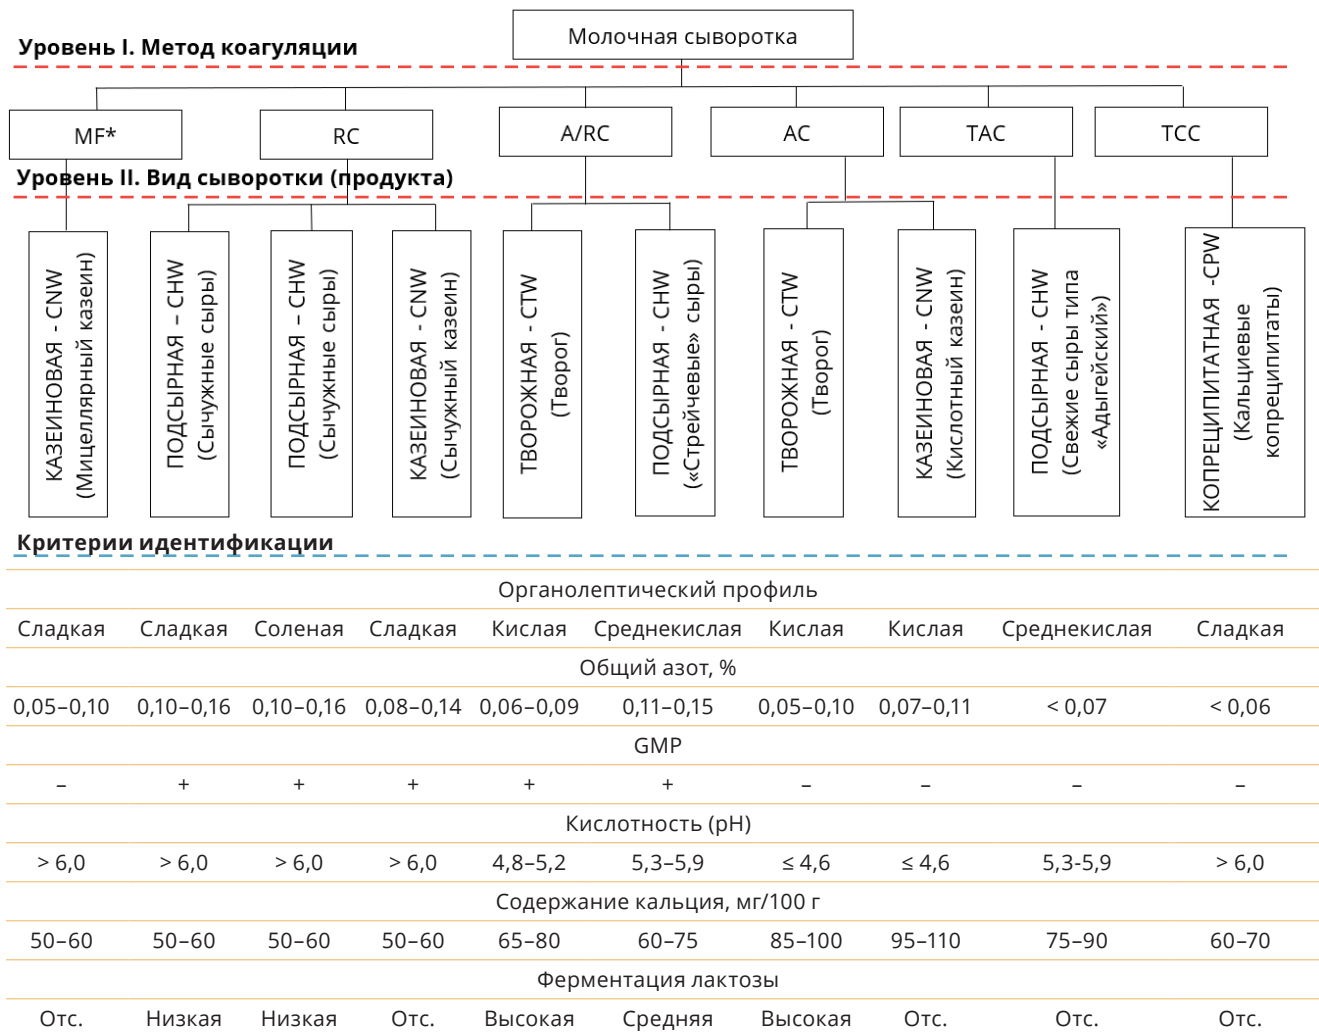 Молочная сыворотка
Уровень I. Метод коагуляции
MF*
RC
A/RC
AC
TAC
TCC
Уровень II. Вид сыворотки (продукта)
КАЗЕИНОВАЯ - CNW
(Мицеллярный казеин)
ПОДСЫРНАЯ – CHW
(Сычужные сыры)
ПОДСЫРНАЯ – CHW
(Сычужные сыры)
КАЗЕИНОВАЯ - CNW
(Сычужный казеин)
ТВОРОЖНАЯ - CTW
(Творог)
ПОДСЫРНАЯ - CHW
(«Стрейчевые» сыры)
ТВОРОЖНАЯ - CTW
(Творог)
КАЗЕИНОВАЯ - CNW
(Кислотный казеин)
ПОДСЫРНАЯ - CHW
(Свежие сыры типа
«Адыгейский»)
КОПРЕЦИПИТАТНАЯ -CPW
(Кальциевые
копреципитаты)
Критерии идентификации
Органолептический профиль
Сладкая Сладкая Соленая Сладкая Кислая Среднекислая Кислая Кислая Среднекислая Сладкая
Общий азот, %
0,05–0,10 0,10–0,16 0,10–0,16 0,08–0,14 0,06–0,09 0,11–0,15 0,05–0,10 0,07–0,11 < 0,07 < 0,06
GMP
– + + + + + – – – –
Кислотность (pH)
> 6,0 > 6,0 > 6,0 > 6,0 4,8–5,2 5,3–5,9 ≤ 4,6 ≤ 4,6 5,3-5,9 > 6,0
Содержание кальция, мг/100 г
50–60 50–60 50–60 50–60 65–80 60–75 85–100 95–110 75–90 60–70
Ферментация лактозы
Отс. Низкая Низкая Отс. Высокая Средняя Высокая Отс. Отс. Отс.